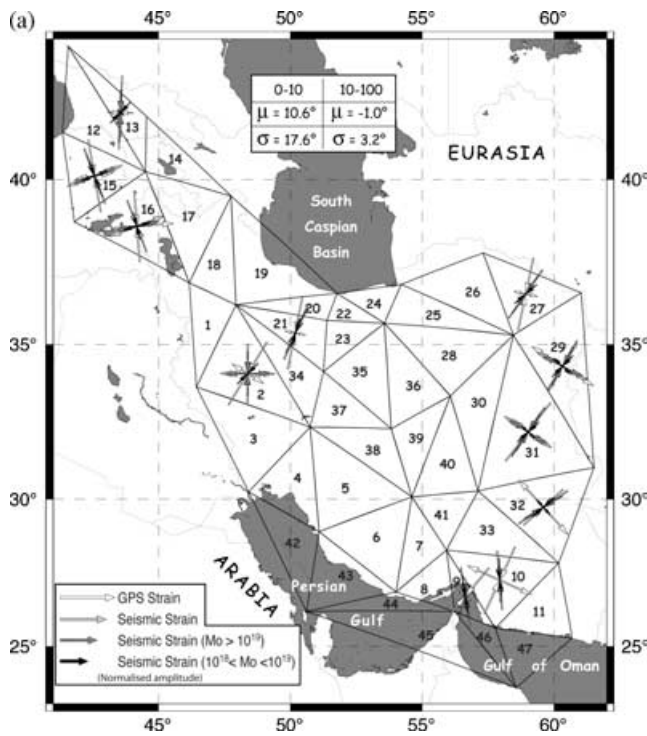 (a)
45° 50° 55° 60°
0-10 10-100
μ = 10.6° μ = -1.0°
σ = 17.6° σ = 3.2°
EURASIA
South
Caspian
Basin
40° 40°
35° 35°
30° 30°
25° 25°
12 13
14
15
16 17
18 19
20
21 22 24 25 26 27
23
1
2 34 35 28 29
36
37 30
3 38 39 31
4 5 40
32
41 33
6 7
42 43 8 9 10
44 11
45 46 47
ARABIA
Persian
Gulf
Gulf of Oman
GPS Strain
Seismic Strain
Seismic Strain (Mo > 10¹⁹)
Seismic Strain (10¹⁸< Mo <10¹⁹)
(Normalised amplitude)
45° 50° 55° 60°